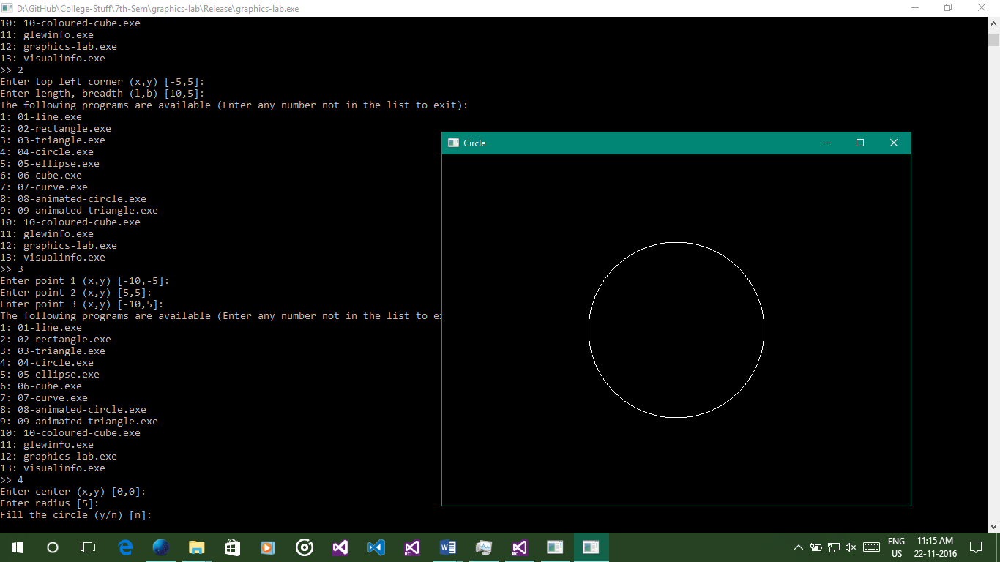 D:\GitHub\College-Stuff\7th-Sem\graphics-lab\Release\graphics-lab.exe
10: 10-coloured-cube.exe
11: glewinfo.exe
12: graphics-lab.exe
13: visualinfo.exe
>> 2
Enter top left corner (x,y) [-5,5]:
Enter length, breadth (l,b) [10,5]:
The following programs are available (Enter any number not in the list to exit):
1: 01-line.exe
2: 02-rectangle.exe
3: 03-triangle.exe
4: 04-circle.exe
5: 05-ellipse.exe
6: 06-cube.exe
7: 07-curve.exe
8: 08-animated-circle.exe
9: 09-animated-triangle.exe
10: 10-coloured-cube.exe
11: glewinfo.exe
12: graphics-lab.exe
13: visualinfo.exe
>> 3
Enter point 1 (x,y) [-10,-5]:
Enter point 2 (x,y) [5,5]:
Enter point 3 (x,y) [-10,5]:
The following programs are available (Enter any number not in the list to ex
1: 01-line.exe
2: 02-rectangle.exe
3: 03-triangle.exe
4: 04-circle.exe
5: 05-ellipse.exe
6: 06-cube.exe
7: 07-curve.exe
8: 08-animated-circle.exe
9: 09-animated-triangle.exe
10: 10-coloured-cube.exe
11: glewinfo.exe
12: graphics-lab.exe
13: visualinfo.exe
>> 4
Enter center (x,y) [0,0]:
Enter radius [5]:
Fill the circle (y/n) [n]:
Circle
RC
RC
ENG
US
11:15 AM
22-11-2016